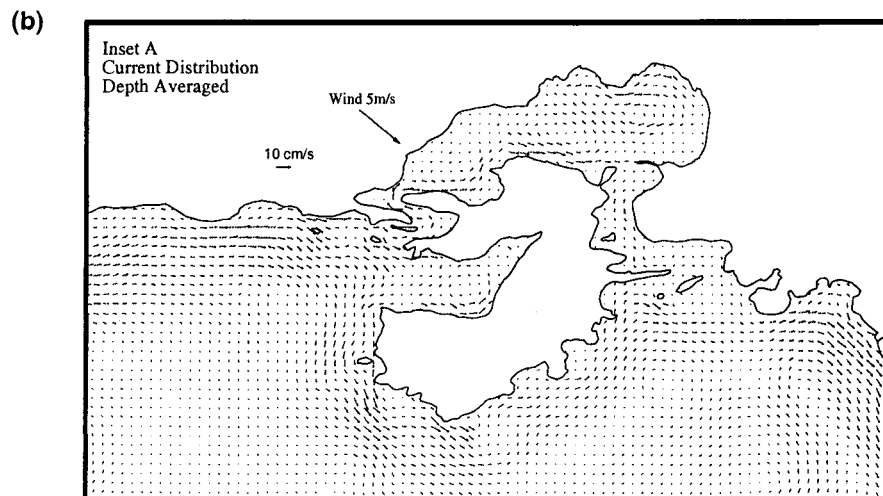 (b)
Inset A
Current Distribution
Depth Averaged
Wind 5m/s
10 cm/s